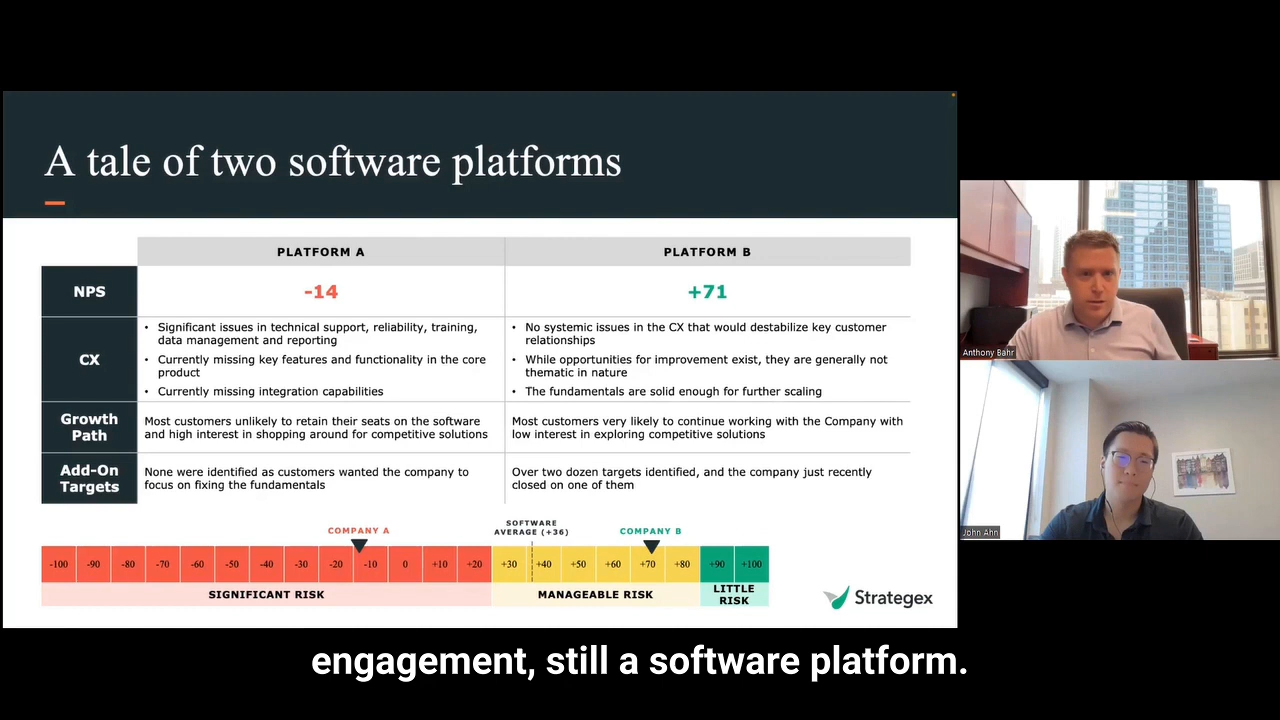 A tale of two software platforms
PLATFORM A
PLATFORM B
NPS
-14
+71
CX
• Significant issues in technical support, reliability, training,
data management and reporting
• Currently missing key features and functionality in the core
product
• Currently missing integration capabilities
• No systemic issues in the CX that would destabilize key customer
relationships
• While opportunities for improvement exist, they are generally not
thematic in nature
• The fundamentals are solid enough for further scaling
Growth
Path
Most customers unlikely to retain their seats on the software
and high interest in shopping around for competitive solutions
Most customers very likely to continue working with the Company with
low interest in exploring competitive solutions
Add-On
Targets
None were identified as customers wanted the company to
focus on fixing the fundamentals
Over two dozen targets identified, and the company just recently
closed on one of them
COMPANY A
SOFTWARE
AVERAGE (+36)
COMPANY B
-100 -90 -80 -70 -60 -50 -40 -30 -20 -10 0 +10 +20 +30 +40 +50 +60 +70 +80 +90 +100
SIGNIFICANT RISK
MANAGEABLE RISK
LITTLE
RISK
Strategex
Anthony Bahr
John Ahn
engagement, still a software platform.